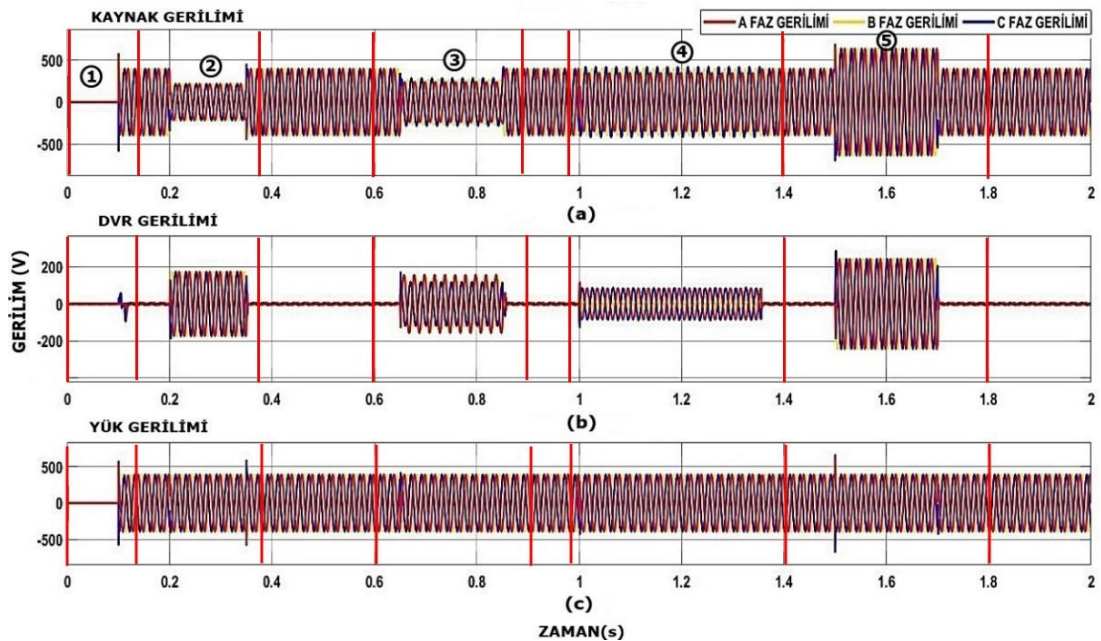 KAYNAK GERİLİMİ
A FAZ GERİLİMİ B FAZ GERİLİMİ C FAZ GERİLİMİ
① ② ③ ④ ⑤
500
0
-500
0 0.2 0.4 0.6 0.8 1 1.2 1.4 1.6 1.8 2
(a)
DVR GERİLİMİ
GERİLİM (V)
200
0
-200
0 0.2 0.4 0.6 0.8 1 1.2 1.4 1.6 1.8 2
(b)
YÜK GERİLİMİ
500
0
-500
0 0.2 0.4 0.6 0.8 1 1.2 1.4 1.6 1.8 2
(c)
ZAMAN(s)